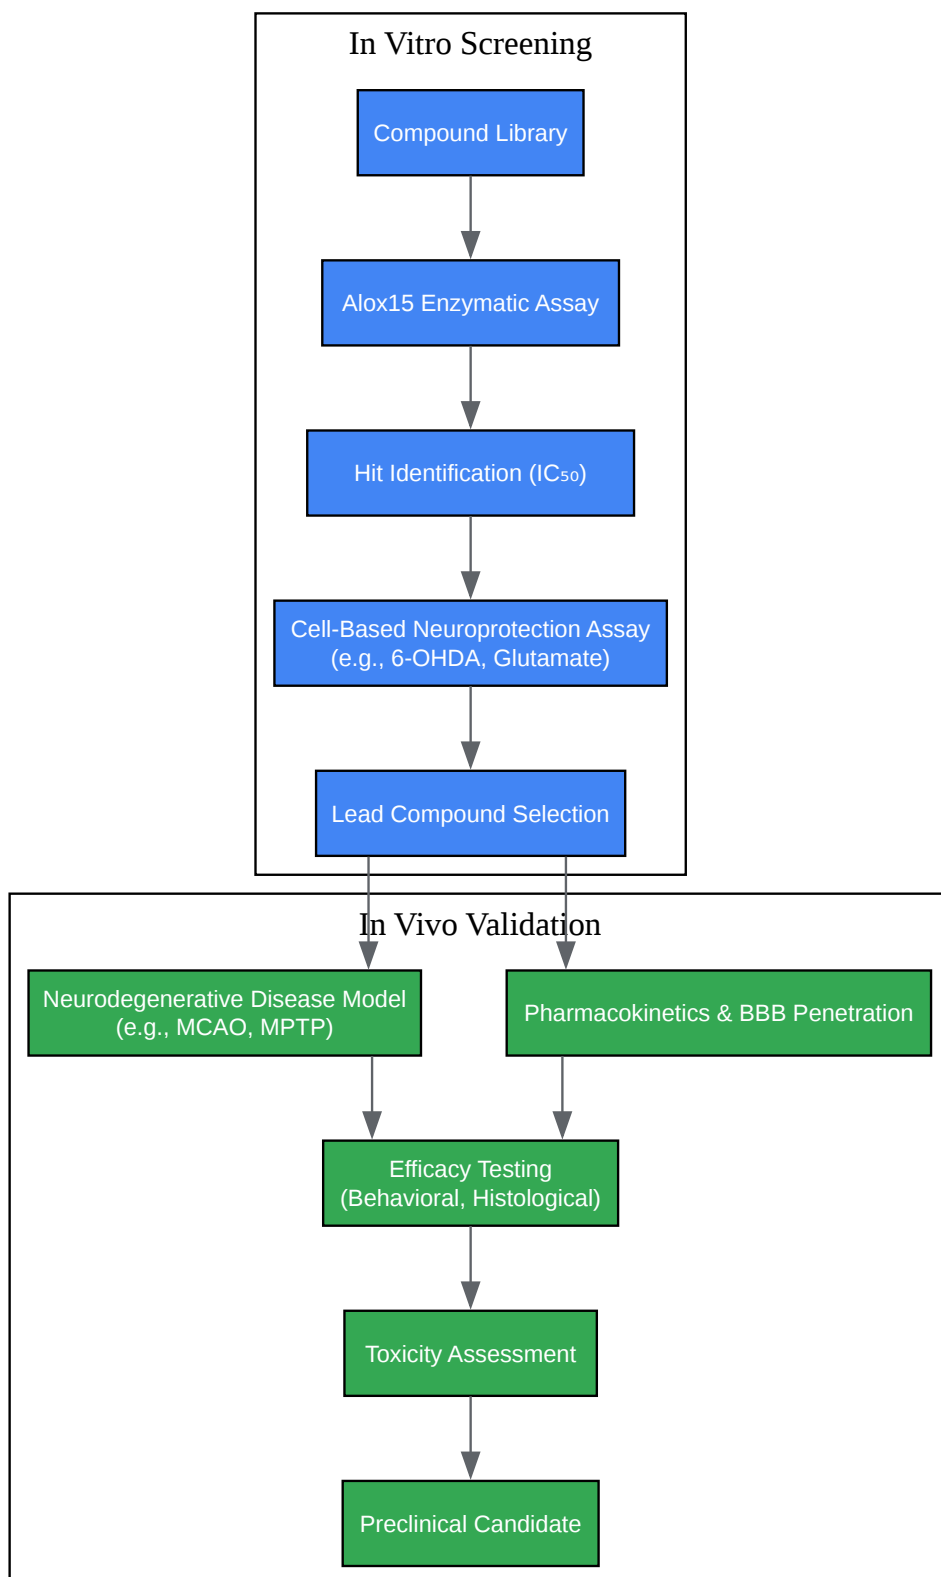 In Vitro Screening
Compound Library
Alox15 Enzymatic Assay
Hit Identification (IC₅₀)
Cell-Based Neuroprotection Assay
(e.g., 6-OHDA, Glutamate)
Lead Compound Selection
In Vivo Validation
Neurodegenerative Disease Model
(e.g., MCAO, MPTP)
Pharmacokinetics & BBB Penetration
Efficacy Testing
(Behavioral, Histological)
Toxicity Assessment
Preclinical Candidate